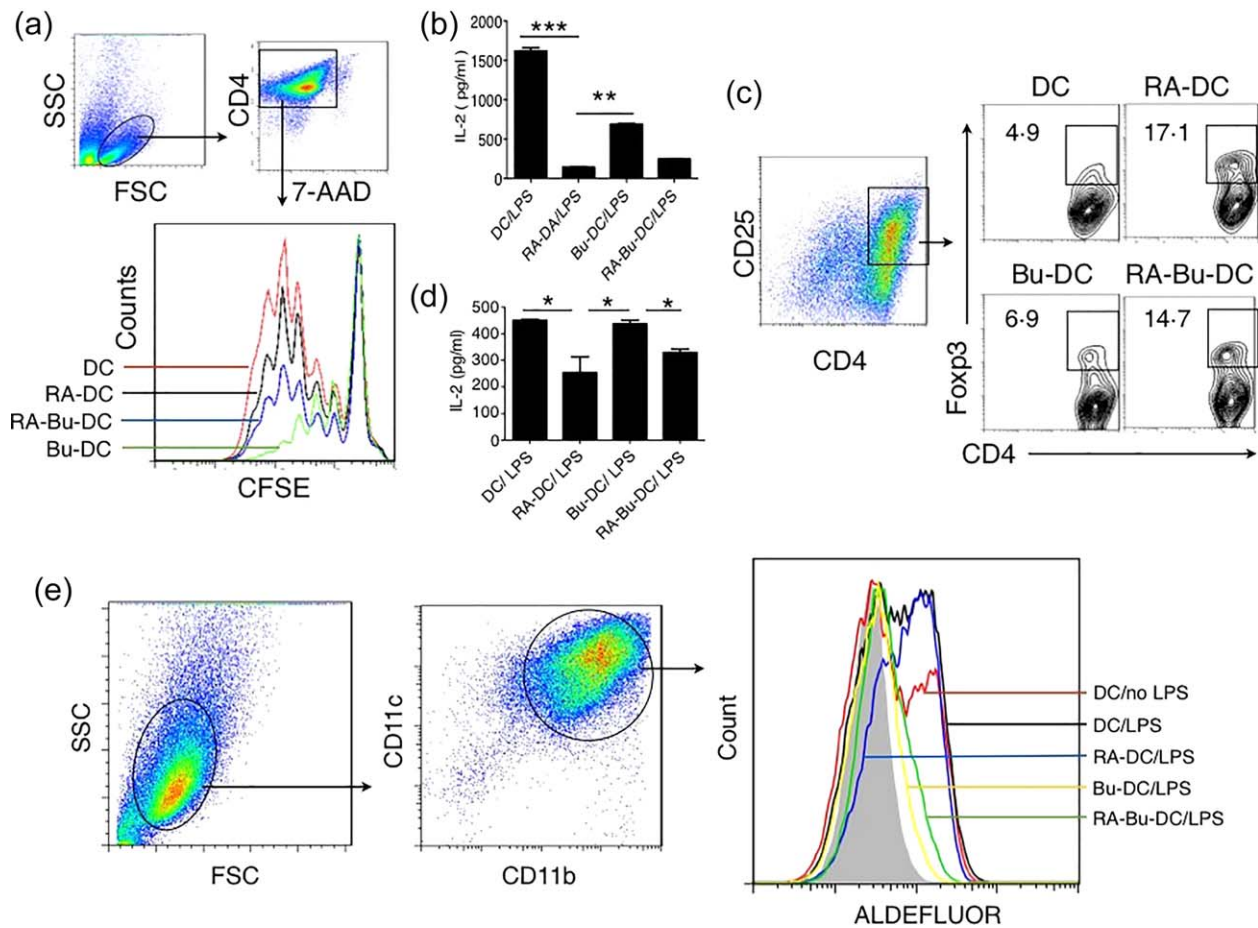 (a)
SSC
FSC
CD4
7-AAD
Counts
DC
RA-DC
RA-Bu-DC
Bu-DC
CFSE
(b)
2000
1500
1000
500
0
IL-2 ( pg/ml)
***
**
DC/LPS
RA-DA/LPS
Bu-DC/LPS
RA-Bu-DC/LPS
(c)
CD25
CD4
DC
4·9
RA-DC
17·1
Bu-DC
6·9
RA-Bu-DC
14·7
Foxp3
CD4
(d)
500
400
300
200
100
0
IL-2 (pg/ml)
*
*
*
DC/ LPS
RA-DC/ LPS
Bu-DC/ LPS
RA-Bu-DC/ LPS
(e)
SSC
FSC
CD11c
CD11b
Count
ALDEFLUOR
DC/no LPS
DC/LPS
RA-DC/LPS
Bu-DC/LPS
RA-Bu-DC/LPS